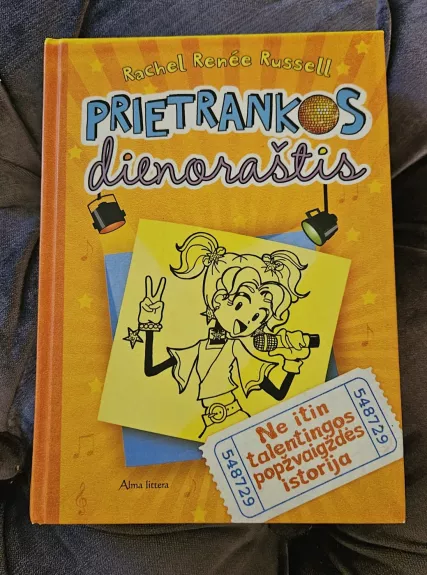 Rachel Renée Russell
PRIETRANKOS
dienoraštis
Ne itin
talentingos
popžvaigždės
istorija
548729
548729
Alma littera